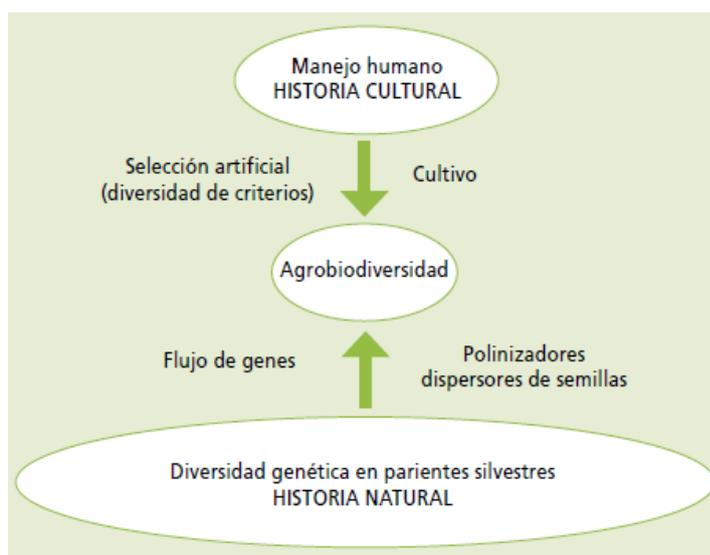 Manejo humano
HISTORIA CULTURAL
Selección artificial
(diversidad de criterios)
Cultivo
Agrobiodiversidad
Flujo de genes
Polinizadores
dispersores de semillas
Diversidad genética en parientes silvestres
HISTORIA NATURAL